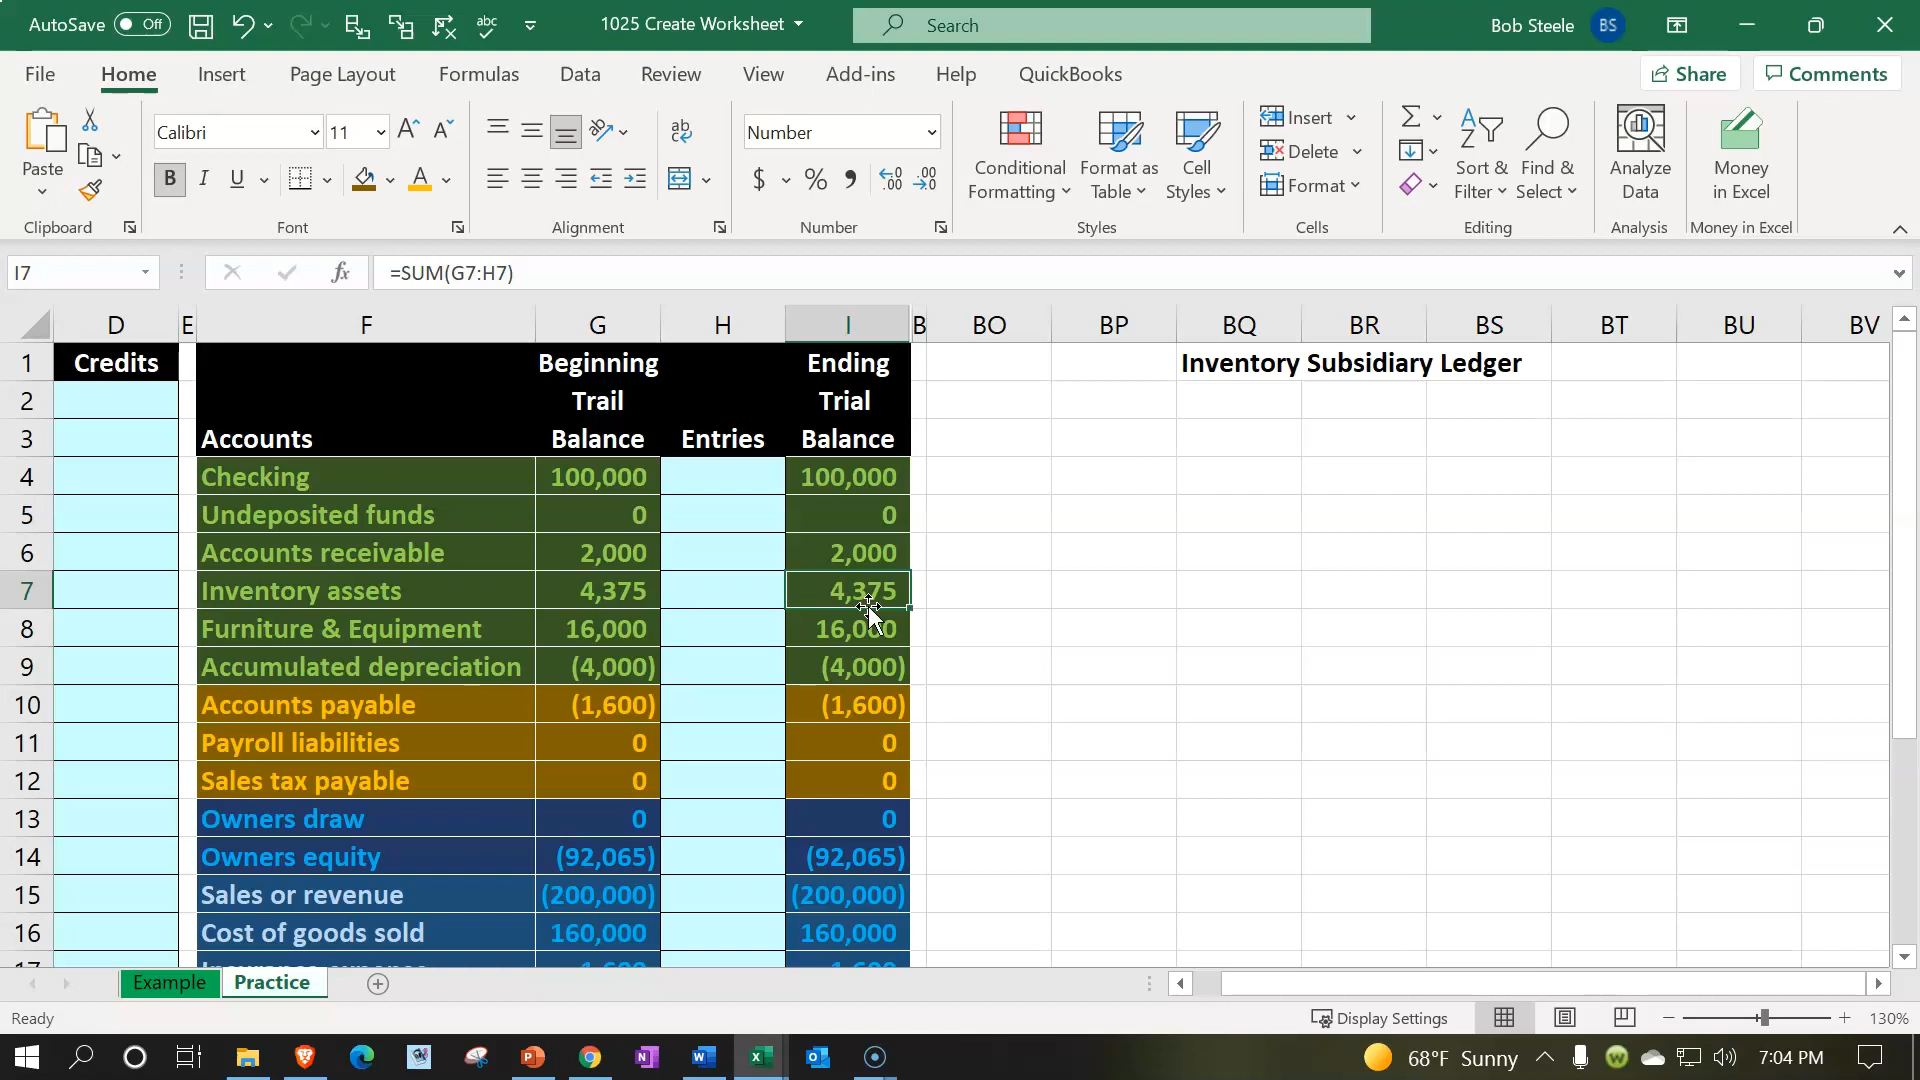 AutoSave Off abc 1025 Create Worksheet Search Bob Steele BS
File Home Insert Page Layout Formulas Data Review View Add-ins Help QuickBooks Share Comments
Calibri 11 ab Number Insert
Paste Conditional Formatting Format as Table Cell Styles Delete Format Sort & Filter Find & Select Analyze Data Money in Excel
B I U A $ %
Clipboard Font Alignment Number Styles Cells Editing Analysis Money in Excel
I7 fx =SUM(G7:H7)
D E F G H I B BO BP BQ BR BS BT BU BV
1 Credits Beginning Ending Inventory Subsidiary Ledger
2 Trail Trial
3 Accounts Balance Entries Balance
4 Checking 100,000 100,000
5 Undeposited funds 0 0
6 Accounts receivable 2,000 2,000
7 Inventory assets 4,375 4,375
8 Furniture & Equipment 16,000 16,000
9 Accumulated depreciation (4,000) (4,000)
10 Accounts payable (1,600) (1,600)
11 Payroll liabilities 0 0
12 Sales tax payable 0 0
13 Owners draw 0 0
14 Owners equity (92,065) (92,065)
15 Sales or revenue (200,000) (200,000)
16 Cost of goods sold 160,000 160,000
Example Practice
Ready Display Settings 130%
68°F Sunny 7:04 PM